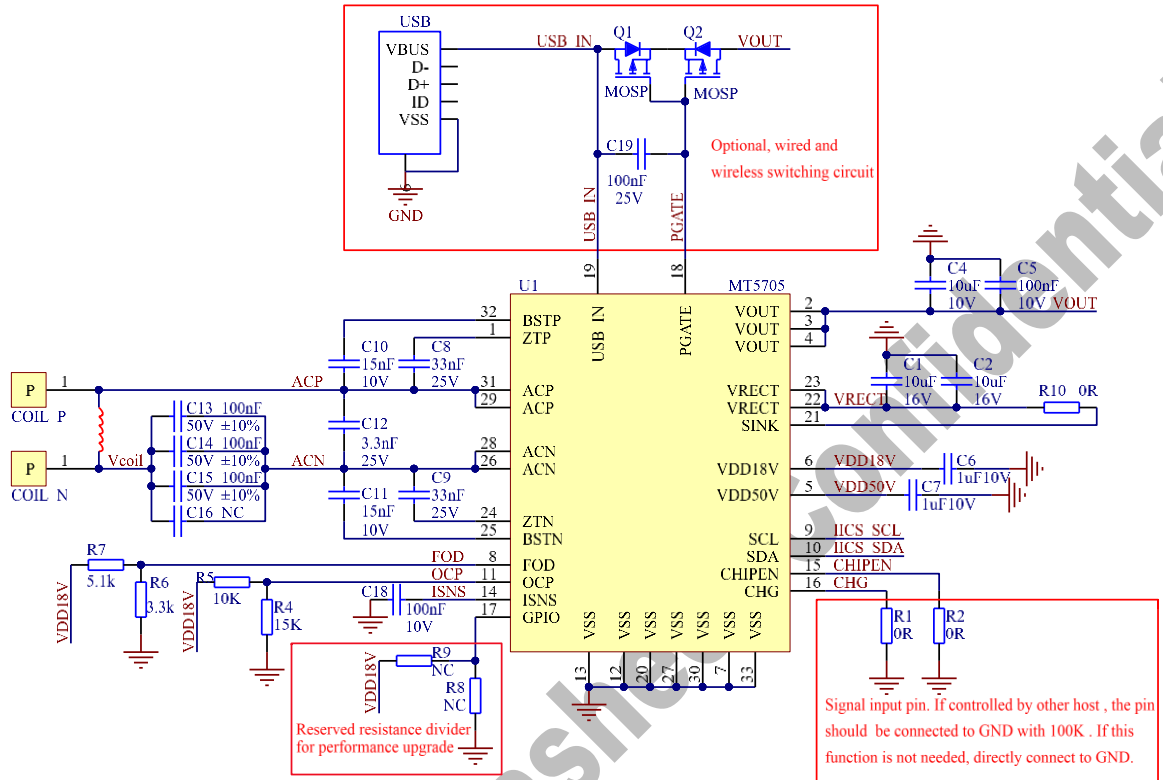 USB
VBUS
D-
D+
ID
VSS
6
GND
USB_IN
Q1
Q2
VOUT
MOSP
MOSP
C19
100nF
25V
Optional, wired and
wireless switching circuit
USB_IN
PGATE
19
18
U1
MT5705
32
BSTP
1
ZTP
USB_IN
PGATE
VOUT
2
VOUT
3
VOUT
4
C4
10uF
10V
C5
100nF
10V
VOUT
C10
15nF
10V
C8
33nF
25V
P
1
COIL_P
ACP
31
ACP
29
ACP
VRECT
23
VRECT
22
VRECT
SINK
21
C1
10uF
16V
C2
10uF
16V
R10 0R
C13 100nF
50V ±10%
C14 100nF
50V ±10%
C15 100nF
50V ±10%
C16 NC
C12
3.3nF
25V
P
1
COIL_N
Vcoil
ACN
28
ACN
26
ACN
VDD18V
6
VDD18V
C6
1uF10V
VDD50V
5
VDD50V
C7
1uF10V
C11
15nF
10V
C9
33nF
25V
24
ZTN
25
BSTN
SCL
9
IICS_SCL
SDA
10
IICS_SDA
CHIPEN
15
CHIPEN
CHG
16
CHG
FOD
8
FOD
OCP
11
OCP
ISNS
14
ISNS
17
GPIO
R7
5.1k
VDD18V
R6
3.3k
R5
10K
VDD18V
R4
15K
C18
100nF
10V
VSS
VSS
VSS
VSS
VSS
VSS
VSS
13
12
20
27
30
7
33
R9
NC
VDD18V
R8
NC
Reserved resistance divider
for performance upgrade
R1
0R
R2
0R
Signal input pin. If controlled by other host , the pin
should be connected to GND with 100K . If this
function is not needed, directly connect to GND.